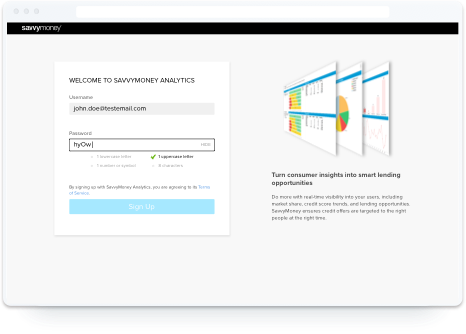 savvymoney
WELCOME TO SAVVYMONEY ANALYTICS
Username
john.doe@testemail.com
Password
hyOw
HIDE
1 lowercase letter
1 uppercase letter
1 number or symbol
8 characters
By signing up with SavvyMoney Analytics, you are agreeing to its Terms
of Service.
Sign Up
Turn consumer insights into smart lending
opportunities
Do more with real-time visibility into your users, including
market share, credit score trends, and lending opportunities.
SavvyMoney ensures credit offers are targeted to the right
people at the right time.